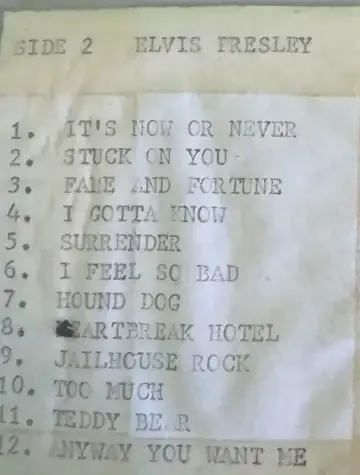 SIDE 2 ELVIS PRESLEY
1. IT'S NOW OR NEVER
2. STUCK ON YOU
3. FAME AND FORTUNE
4. I GOTTA KNOW
5. SURRENDER
6. I FEEL SO BAD
7. HOUND DOG
8. HEARTBREAK HOTEL
9. JAILHOUSE ROCK
10. TOO MUCH
11. TEDDY BEAR
12. ANYWAY YOU WANT ME